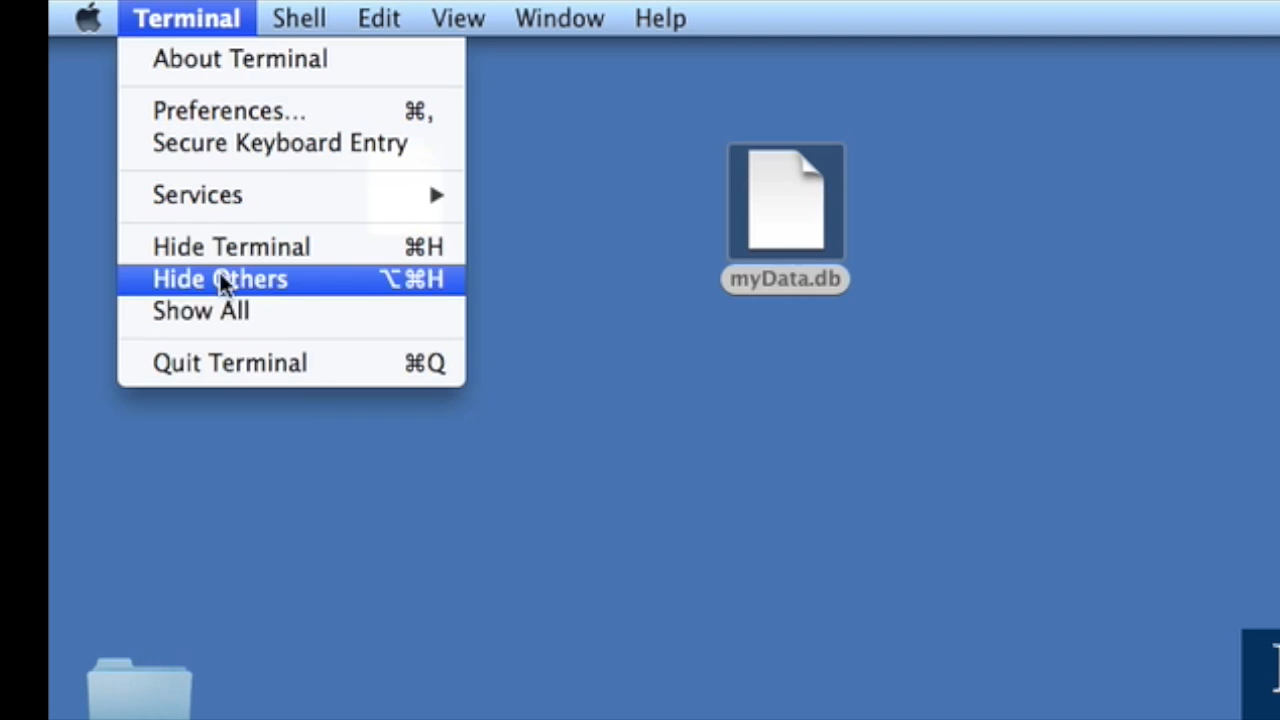 Terminal Shell Edit View Window Help
About Terminal
Preferences... ⌘,
Secure Keyboard Entry
Services ▶
Hide Terminal ⌘H
Hide Others ⌥⌘H
Show All
Quit Terminal ⌘Q
myData.db